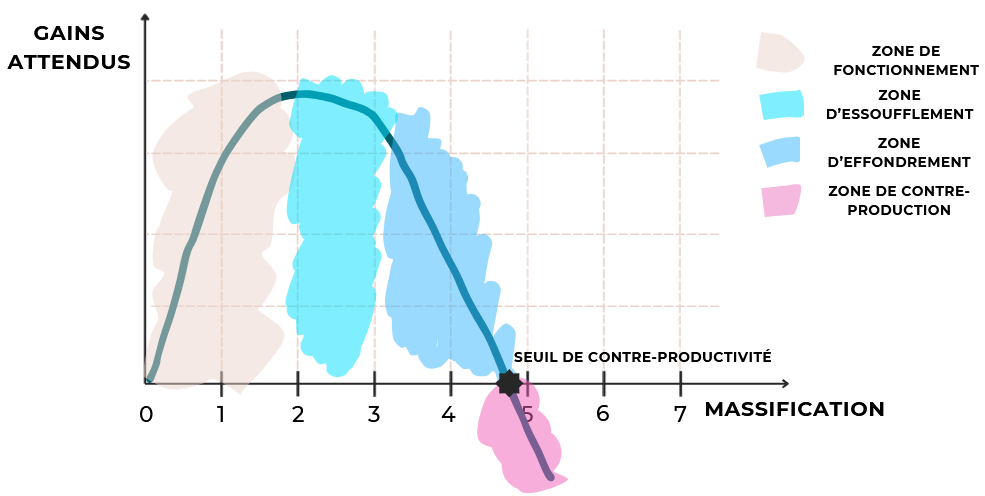 GAINS
ATTENDUS
ZONE DE
FONCTIONNEMENT
ZONE
D'ESSOUFFLEMENT
ZONE
D'EFFONDREMENT
ZONE DE CONTRE-
PRODUCTION
SEUIL DE CONTRE-PRODUCTIVITÉ
0 1 2 3 4 5 6 7 MASSIFICATION